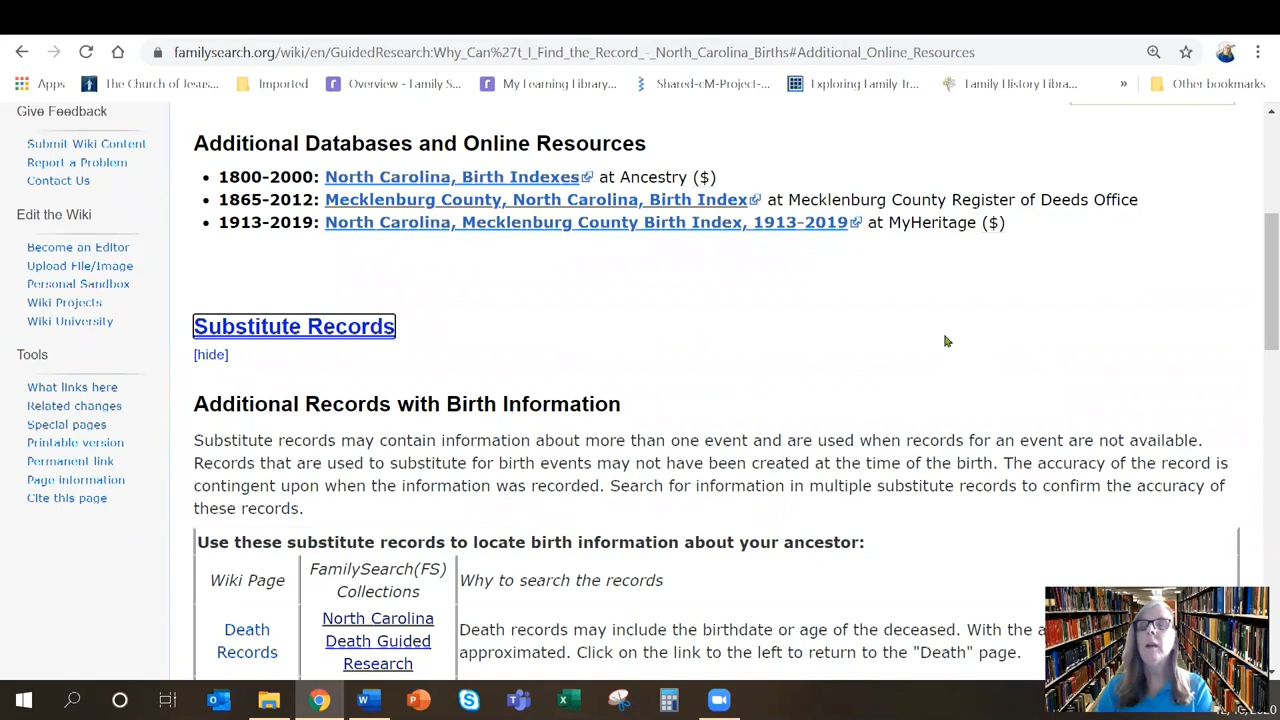 familysearch.org/wiki/en/GuidedResearch:Why_Can%27t_I_Find_the_Record_-_North_Carolina_Births#Additional_Online_Resources
Apps
The Church of Jesus...
Imported
Overview - Family S...
My Learning Library...
Shared-cM-Project-...
Exploring Family Tr...
Family History Libra...
»
Other bookmarks
Give Feedback
Submit Wiki Content
Report a Problem
Contact Us
Edit the Wiki
Become an Editor
Upload File/Image
Personal Sandbox
Wiki Projects
Wiki University
Tools
What links here
Related changes
Special pages
Printable version
Permanent link
Page information
Cite this page
Additional Databases and Online Resources
• 1800-2000: North Carolina, Birth Indexes at Ancestry ($)
• 1865-2012: Mecklenburg County, North Carolina, Birth Index at Mecklenburg County Register of Deeds Office
• 1913-2019: North Carolina, Mecklenburg County Birth Index, 1913-2019 at MyHeritage ($)
Substitute Records
[hide]
Additional Records with Birth Information
Substitute records may contain information about more than one event and are used when records for an event are not available.
Records that are used to substitute for birth events may not have been created at the time of the birth. The accuracy of the record is
contingent upon when the information was recorded. Search for information in multiple substitute records to confirm the accuracy of
these records.
Use these substitute records to locate birth information about your ancestor:
Wiki Page
FamilySearch(FS)
Collections
Why to search the records
Death
Records
North Carolina
Death Guided
Research
Death records may include the birthdate or age of the deceased. With the a
approximated. Click on the link to the left to return to the "Death" page.